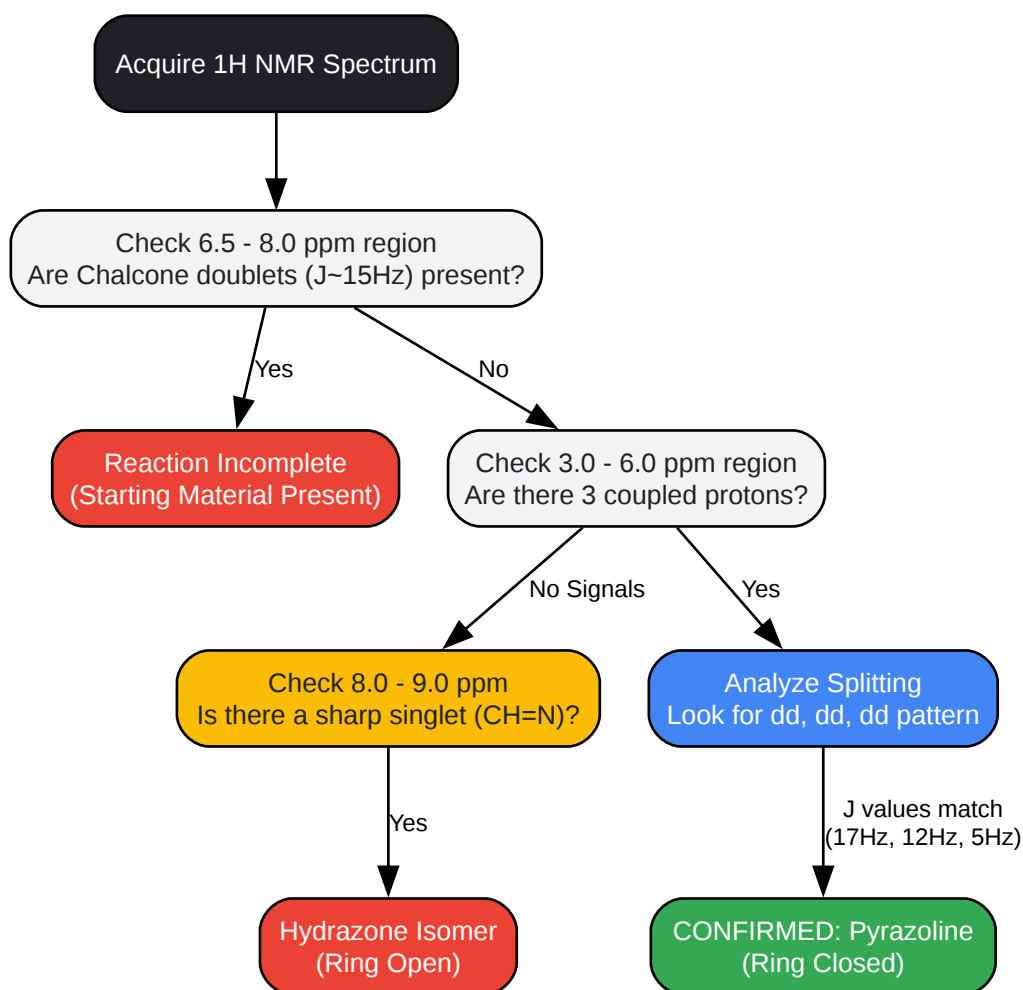 Acquire 1H NMR Spectrum
Check 6.5 - 8.0 ppm region
Are Chalcone doublets (J~15Hz) present?
Yes
No
Reaction Incomplete
(Starting Material Present)
Check 3.0 - 6.0 ppm region
Are there 3 coupled protons?
No Signals
Yes
Check 8.0 - 9.0 ppm
Is there a sharp singlet (CH=N)?
Analyze Splitting
Look for dd, dd, dd pattern
Yes
J values match
(17Hz, 12Hz, 5Hz)
Hydrazone Isomer
(Ring Open)
CONFIRMED: Pyrazoline
(Ring Closed)